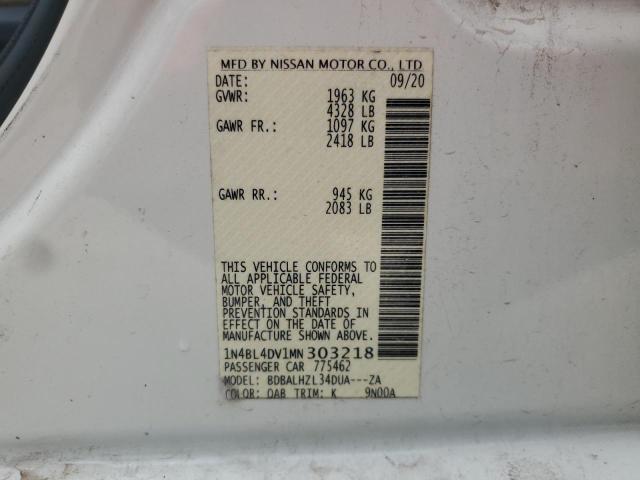 MFD BY NISSAN MOTOR CO., LTD
DATE: 09/20
GVWR: 1963 KG
4328 LB
GAWR FR.: 1097 KG
2418 LB
GAWR RR.: 945 KG
2083 LB
THIS VEHICLE CONFORMS TO
ALL APPLICABLE FEDERAL
MOTOR VEHICLE SAFETY,
BUMPER, AND THEFT
PREVENTION STANDARDS IN
EFFECT ON THE DATE OF
MANUFACTURE SHOWN ABOVE.
1N4BL4DV1MN303218
PASSENGER CAR 775462
MODEL: BDBALHZL34DUA---ZA
COLOR: QAB TRIM: K 9N00A